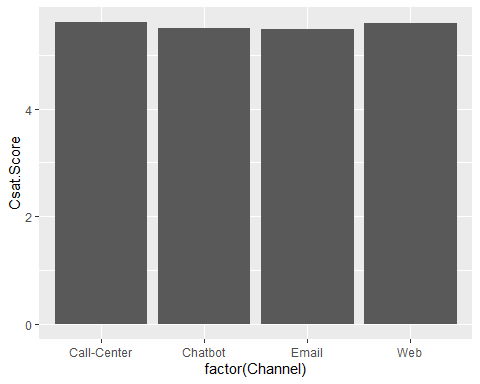 Csat.Score
4
2
0
Call-Center Chatbot Email Web
factor(Channel)